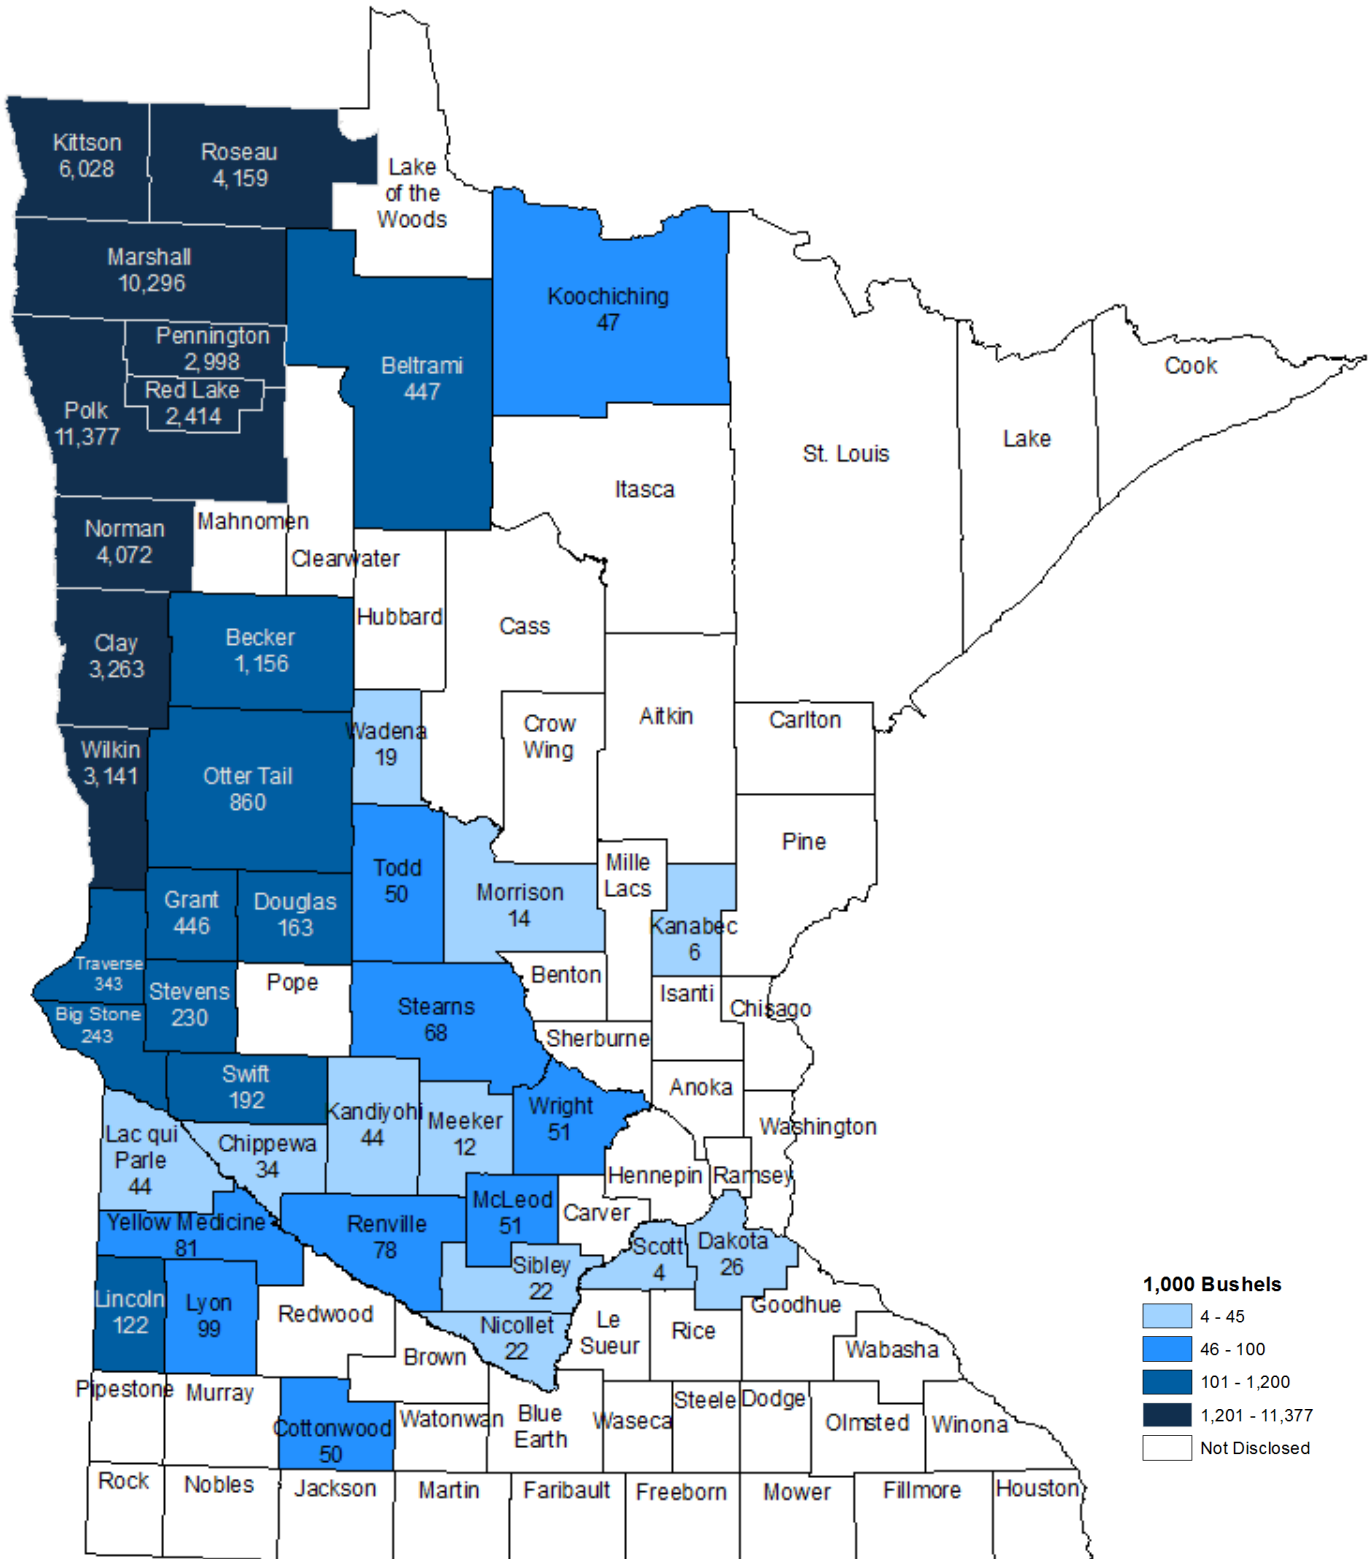 Kittson
6,028
Roseau
4,159
Lake
of the
Woods
Marshall
10,296
Koochiching
47
Pennington
2,998
Beltrami
447
Cook
Red Lake
2,414
Polk
11,377
Lake
St. Louis
Itasca
Norman
4,072
Mahnomen
Clearwater
Hubbard
Cass
Clay
3,263
Becker
1,156
Wadena
19
Crow
Wing
Aitkin
Carlton
Wilkin
3,141
Otter Tail
860
Pine
Todd
50
Mille
Lacs
Morrison
14
Grant
446
Douglas
163
Kanabec
6
Traverse
343
Stevens
230
Pope
Benton
Isanti
Chisago
Stearns
68
Big Stone
243
Sherburne
Swift
192
Anoka
Kandiyohi
44
Meeker
12
Wright
51
Washington
Lac qui
Parle
44
Chippewa
34
Hennepin
Ramsey
McLeod
51
Carver
Yellow Medicine
81
Renville
78
Scott
4
Dakota
26
Sibley
22
Lincoln
122
Lyon
99
Redwood
Nicollet
22
Le
Sueur
Rice
Goodhue
Brown
Wabasha
Pipestone
Murray
Cottonwood
50
Watonwan
Blue
Earth
Waseca
Steele
Dodge
Olmsted
Winona
Rock
Nobles
Jackson
Martin
Faribault
Freeborn
Mower
Fillmore
Houston
1,000 Bushels
4 - 45
46 - 100
101 - 1,200
1,201 - 11,377
Not Disclosed